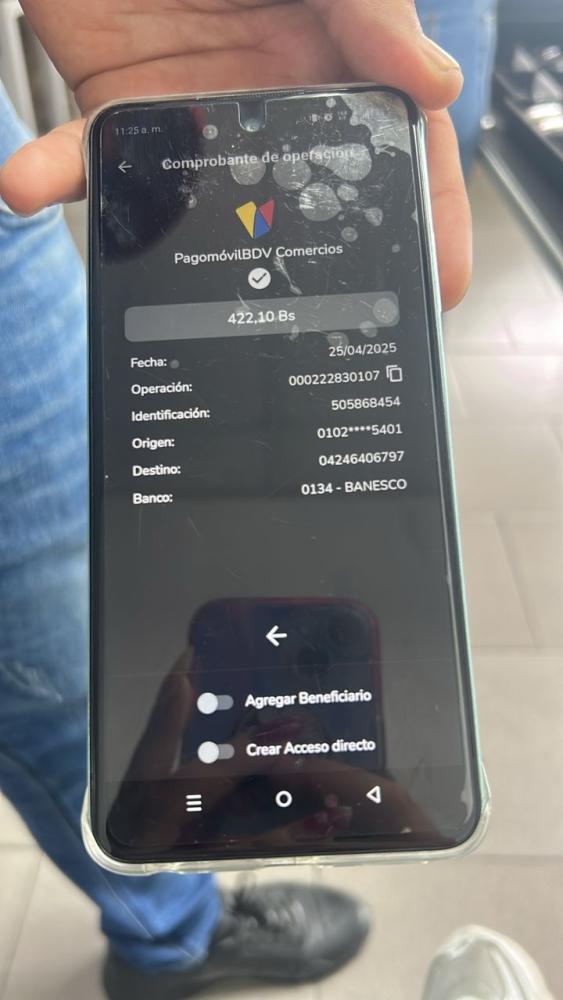 11:25 a. m.
Comprobante de operación
PagomóvilBDV Comercios
422,10 Bs
Fecha: 25/04/2025
Operación: 000222830107
Identificación: 505868454
Origen: 0102****5401
Destino: 04246406797
Banco: 0134 - BANESCO
Agregar Beneficiario
Crear Acceso directo